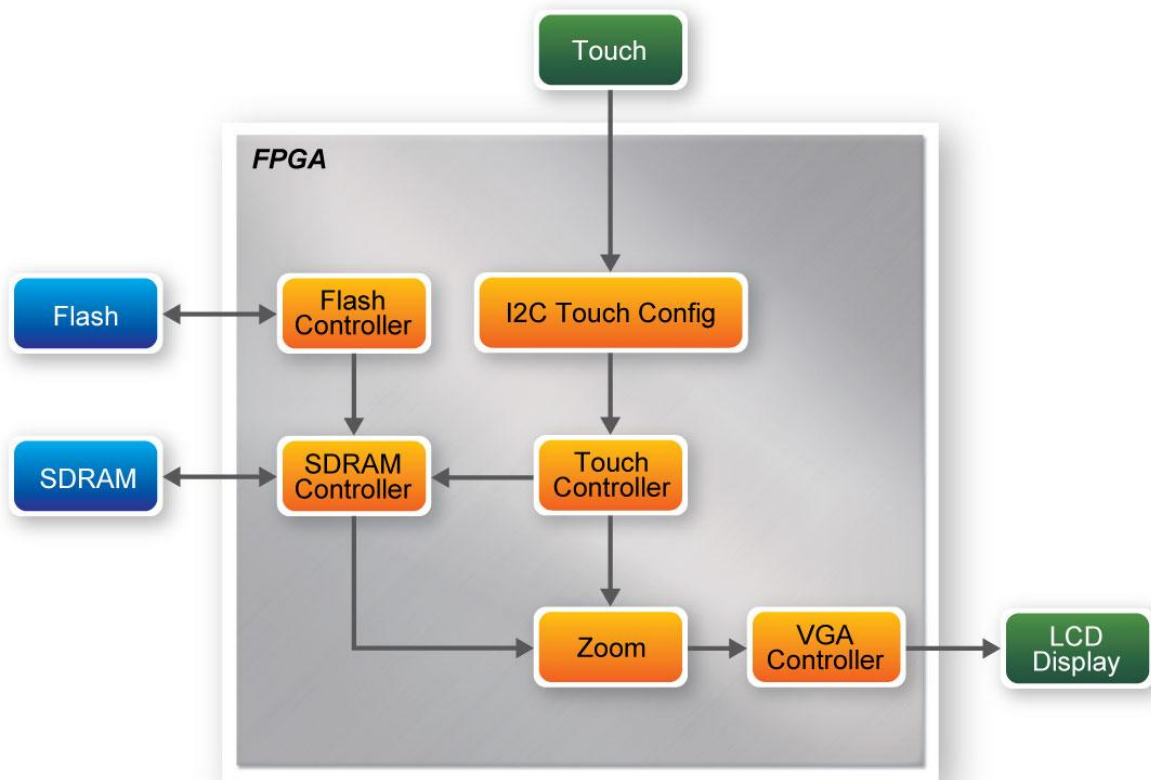 Touch
FPGA
Flash
Flash
Controller
I2C Touch Config
SDRAM
SDRAM
Controller
Touch
Controller
Zoom
VGA
Controller
LCD
Display